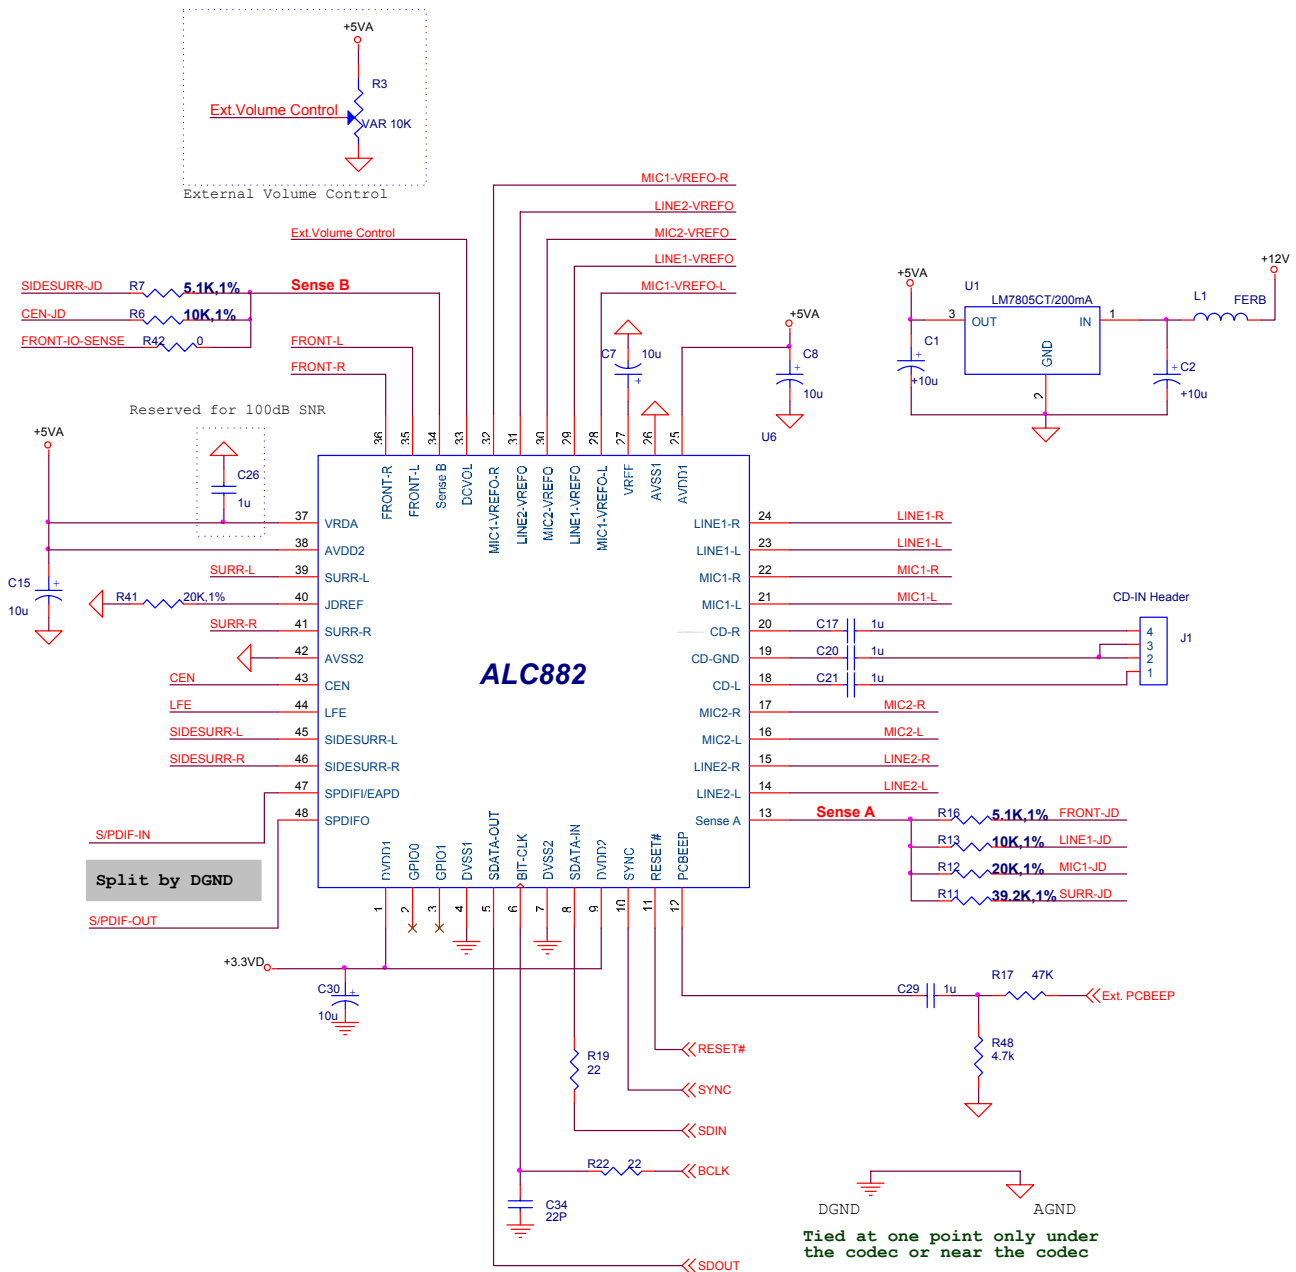 +5VA
R3
Ext.Volume Control
VAR 10K
External Volume Control
MIC1-VREFO-R
LINE2-VREFO
Ext.Volume Control
MIC2-VREFO
LINE1-VREFO
MIC1-VREFO-L
SIDESURR-JD R7 5.1K,1% Sense B
CEN-JD R6 10K,1%
FRONT-IO-SENSE R42 0
FRONT-L
FRONT-R
C7 10u
+5VA
C8
10u
+5VA
U1
LM7805CT/200mA
3 OUT IN 1
GND
2
C1
+10u
L1 FERB
+12V
C2
+10u
Reserved for 100dB SNR
+5VA
C26
1u
C15
10u
U6
36 35 34 33 32 31 30 29 28 27 26 25
FRONT-R FRONT-L Sense B DCVOL MIC1-VREFO-R LINE2-VREFO MIC2-VREFO LINE1-VREFO MIC1-VREFO-L VREF AVSS1 AVDD1
37 VRDA
38 AVDD2
SURR-L 39 SURR-L
R41 20K,1% 40 JDREF
SURR-R 41 SURR-R
42 AVSS2
CEN 43 CEN
LFE 44 LFE
SIDESURR-L 45 SIDESURR-L
SIDESURR-R 46 SIDESURR-R
47 SPDIFI/EAPD
48 SPDIFO
S/PDIF-IN
Split by DGND
S/PDIF-OUT
ALC882
LINE1-R 24 LINE1-R
LINE1-L 23 LINE1-L
MIC1-R 22 MIC1-R
MIC1-L 21 MIC1-L
CD-R 20 C17 1u
CD-GND 19 C20 1u
CD-L 18 C21 1u
CD-IN Header
4
3
2
1
J1
MIC2-R 17 MIC2-R
MIC2-L 16 MIC2-L
LINE2-R 15 LINE2-R
LINE2-L 14 LINE2-L
Sense A 13 Sense A
R16 5.1K,1% FRONT-JD
R13 10K,1% LINE1-JD
R12 20K,1% MIC1-JD
R11 39.2K,1% SURR-JD
DVDD1 GPIO0 GPIO1 DVSS1 SDATA-OUT BIT-CLK DVSS2 SDATA-IN DVDD2 SYNC RESET# PCBEEP
1 2 3 4 5 6 7 8 9 10 11 12
+3.3VD
C30
10u
C29 1u
R17 47K
Ext. PCBEEP
R48
4.7k
RESET#
R19
22
SYNC
SDIN
R22 22 BCLK
C34
22P
SDOUT
DGND AGND
Tied at one point only under
the codec or near the codec